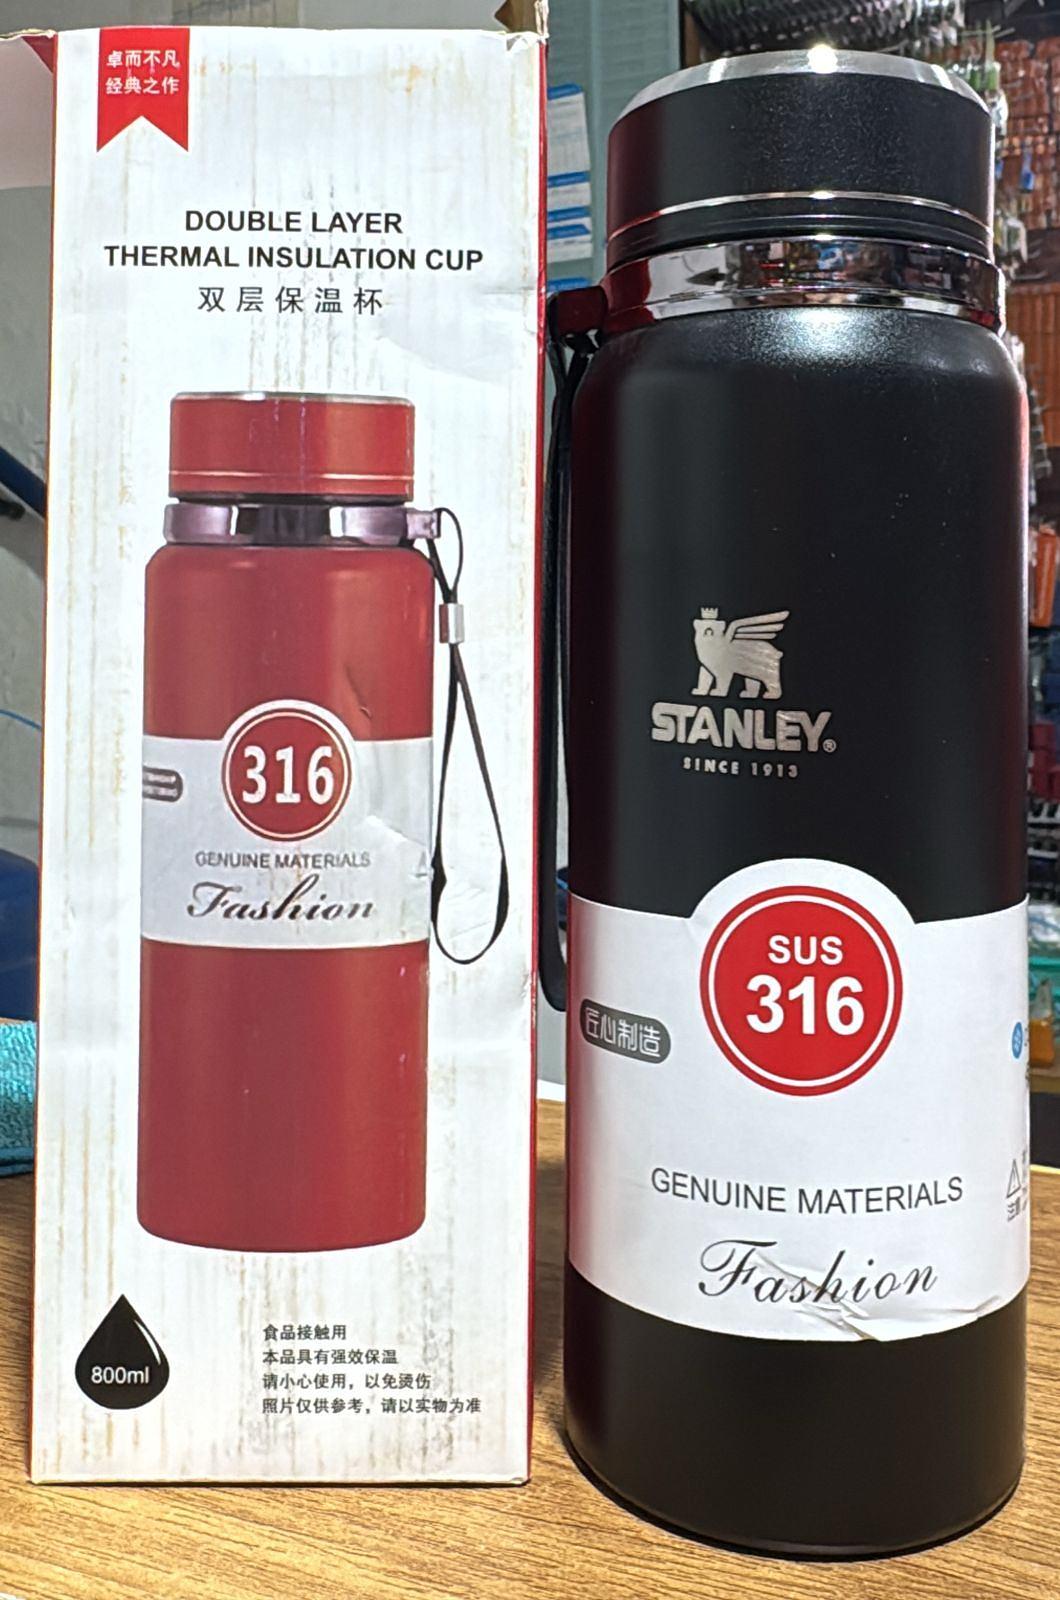 卓而不凡
经典之作
DOUBLE LAYER
THERMAL INSULATION CUP
双层保温杯
316
GENUINE MATERIALS
Fashion
800ml
食品接触用
本品具有强效保温
请小心使用，以免烫伤
照片仅供参考，请以实物为准
STANLEY®
SINCE 1913
SUS
316
匠心制造
GENUINE MATERIALS
Fashion
注意